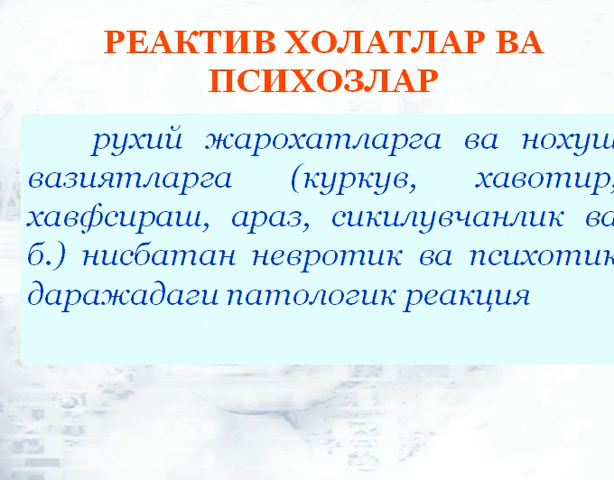 РЕАКТИВ ХОЛАТЛАР ВА
ПСИХОЗЛАР
рухий жарохатларга ва нохуш
вазиятларга (куркув, хавотир,
хавфсираш, араз, сикилувчанлик ва
б.) нисбатан невротик ва психотик
даражадаги патологик реакция